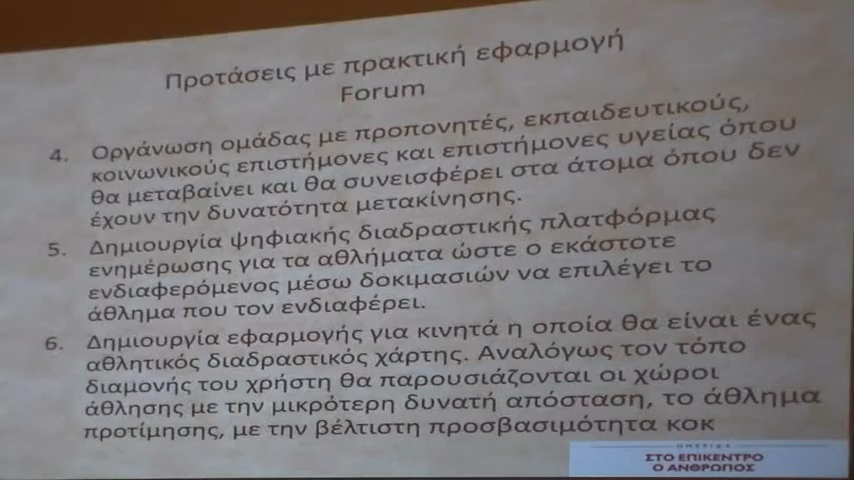 Προτάσεις με πρακτική εφαρμογή
Forum
4. Οργάνωση ομάδας με προπονητές, εκπαιδευτικούς,
κοινωνικούς επιστήμονες και επιστήμονες υγείας όπου
θα μεταβαίνει και θα συνεισφέρει στα άτομα όπου δεν
έχουν την δυνατότητα μετακίνησης.
5. Δημιουργία ψηφιακής διαδραστικής πλατφόρμας
ενημέρωσης για τα αθλήματα ώστε ο εκάστοτε
ενδιαφερόμενος μέσω δοκιμασιών να επιλέγει το
άθλημα που τον ενδιαφέρει.
6. Δημιουργία εφαρμογής για κινητά η οποία θα είναι ένας
αθλητικός διαδραστικός χάρτης. Αναλόγως τον τόπο
διαμονής του χρήστη θα παρουσιάζονται οι χώροι
άθλησης με την μικρότερη δυνατή απόσταση, το άθλημα
προτίμησης, με την βέλτιστη προσβασιμότητα κοκ
ΗΜΕΡΙΔΑ
ΣΤΟ ΕΠΙΚΕΝΤΡΟ
Ο ΑΝΘΡΩΠΟΣ